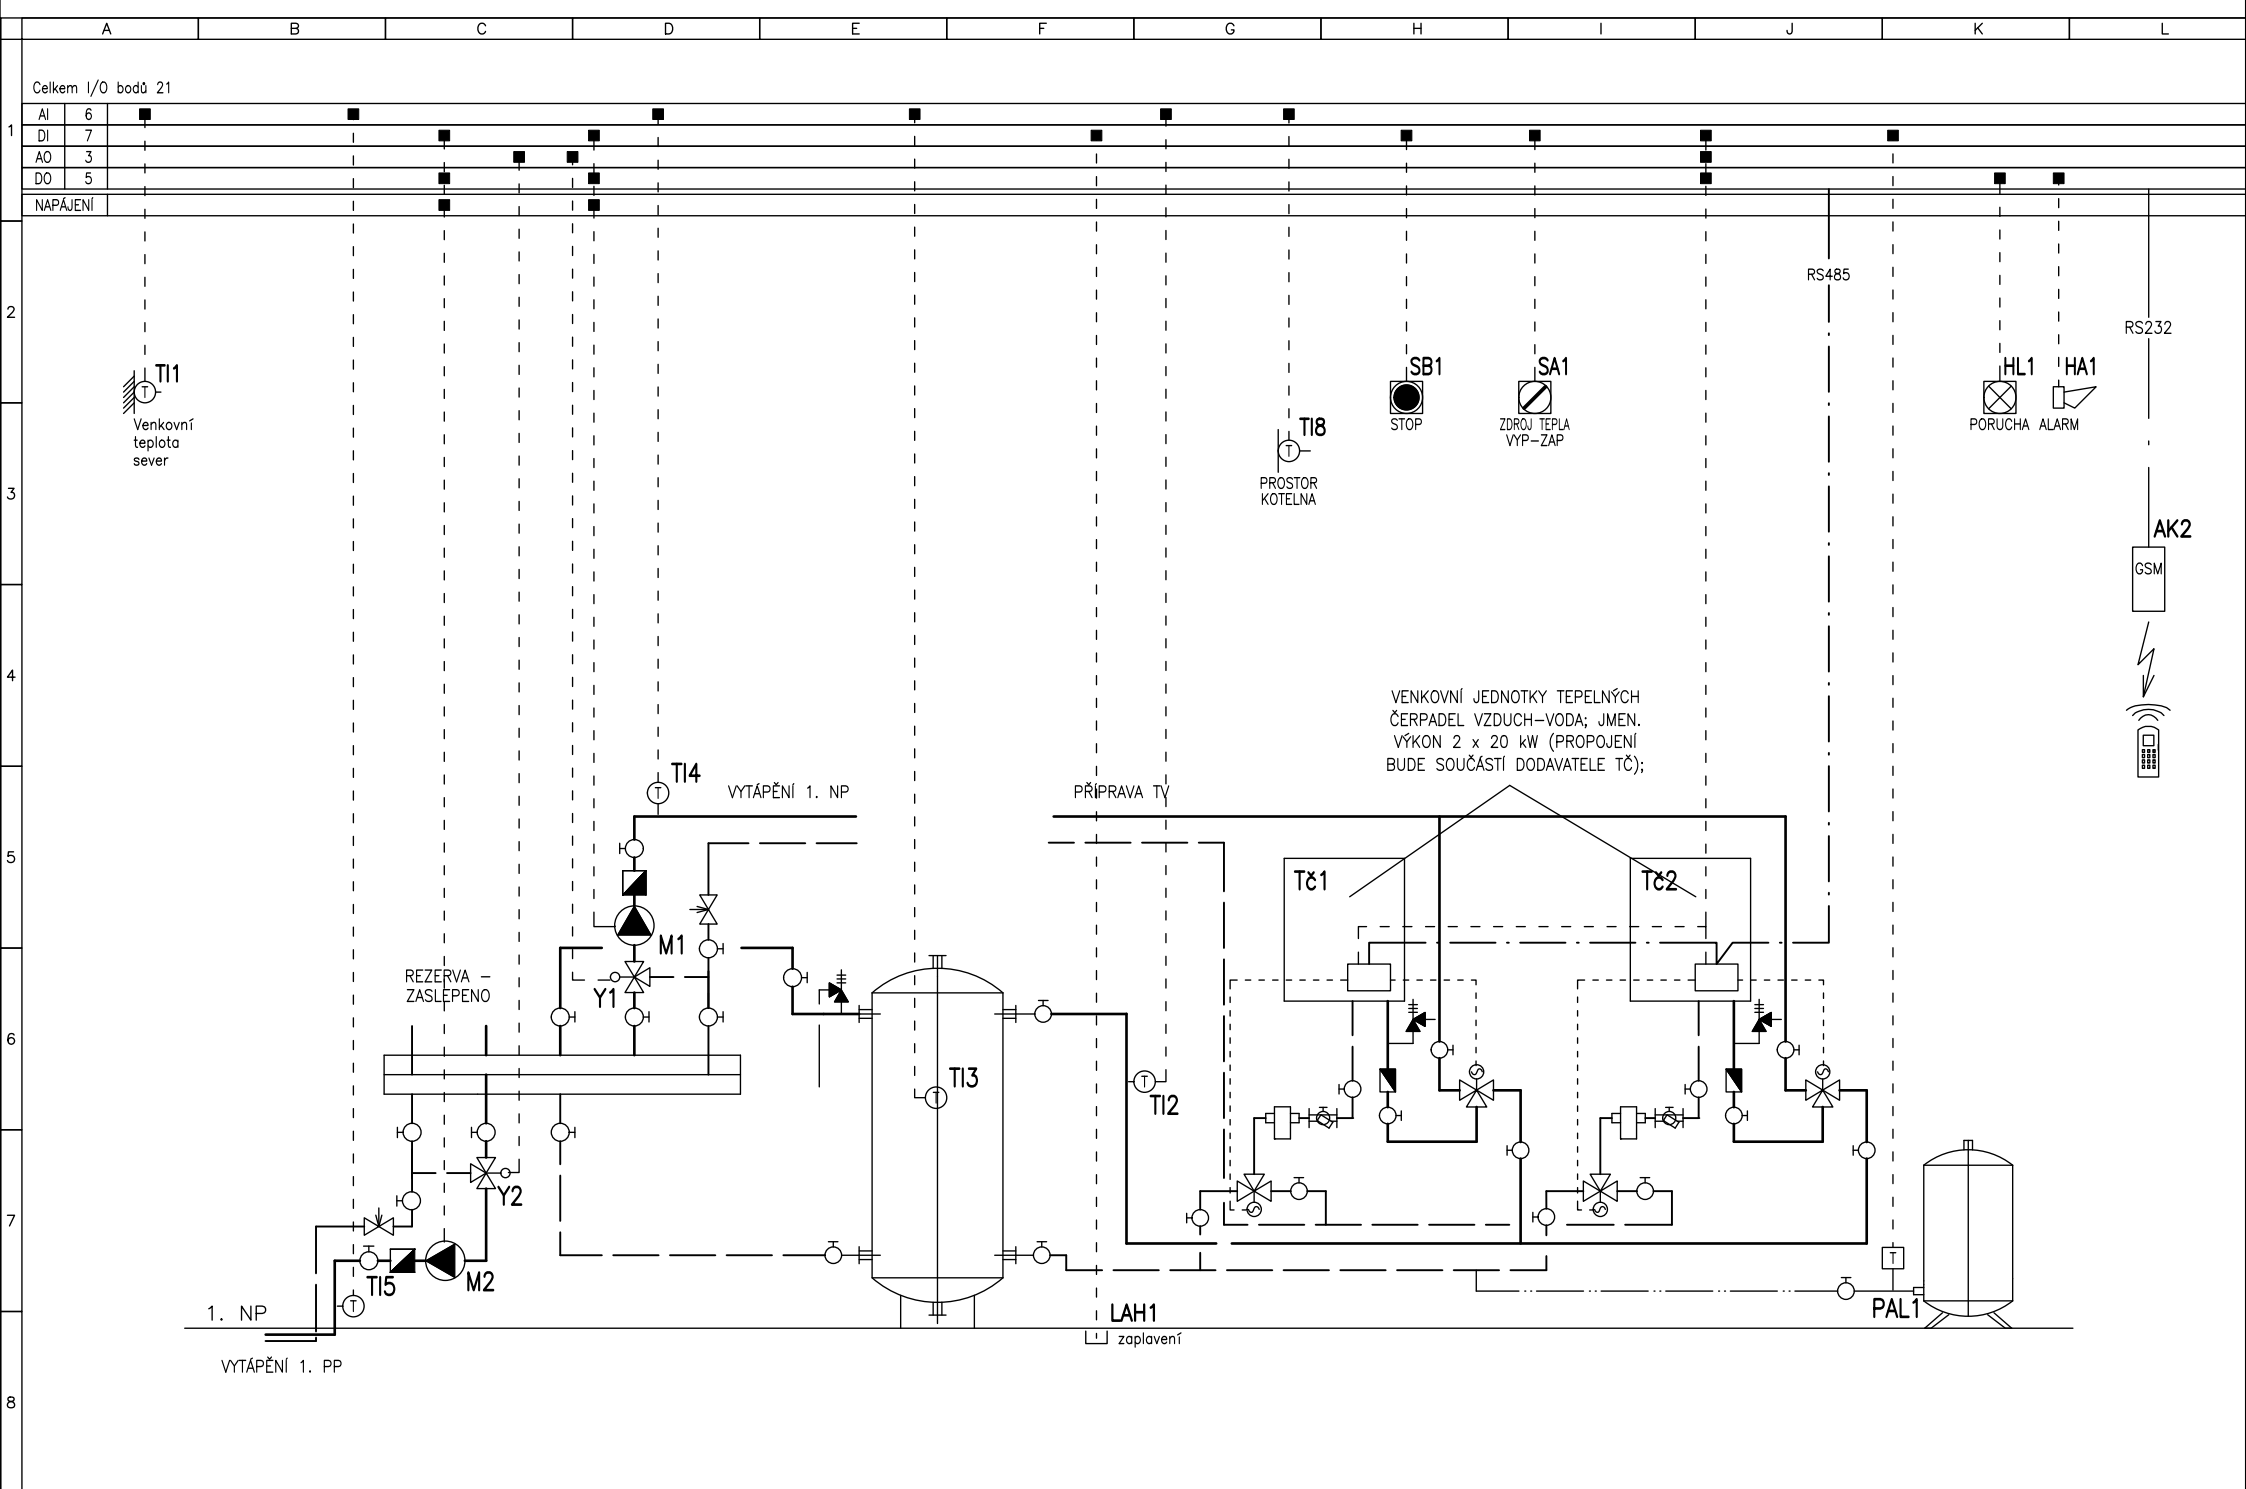 A B C D E F G H I J K L
Celkem I/O bodů 21
1
AI 6
DI 7
AO 3
DO 5
NAPÁJENÍ
RS485
2
RS232
TI1
SB1
SA1
HL1
HA1
Venkovní
teplota
sever
STOP
ZDROJ TEPLA
VYP-ZAP
PORUCHA
ALARM
TI8
T
T
PROSTOR
KOTELNA
3
AK2
GSM
4
VENKOVNÍ JEDNOTKY TEPELNÝCH
ČERPADEL VZDUCH-VODA; JMEN.
VÝKON 2 x 20 kW (PROPOJENÍ
BUDE SOUČÁSTÍ DODAVATELE TČ);
TI4
T
VYTÁPĚNÍ 1. NP
PŘÍPRAVA TV
5
Tč1
Tč2
M1
REZERVA -
ZASLEPENO
Y1
6
TI3
T
T
TI2
Y2
7
M2
TI5
T
T
PAL1
1. NP
LAH1
zaplavení
VYTÁPĚNÍ 1. PP
8